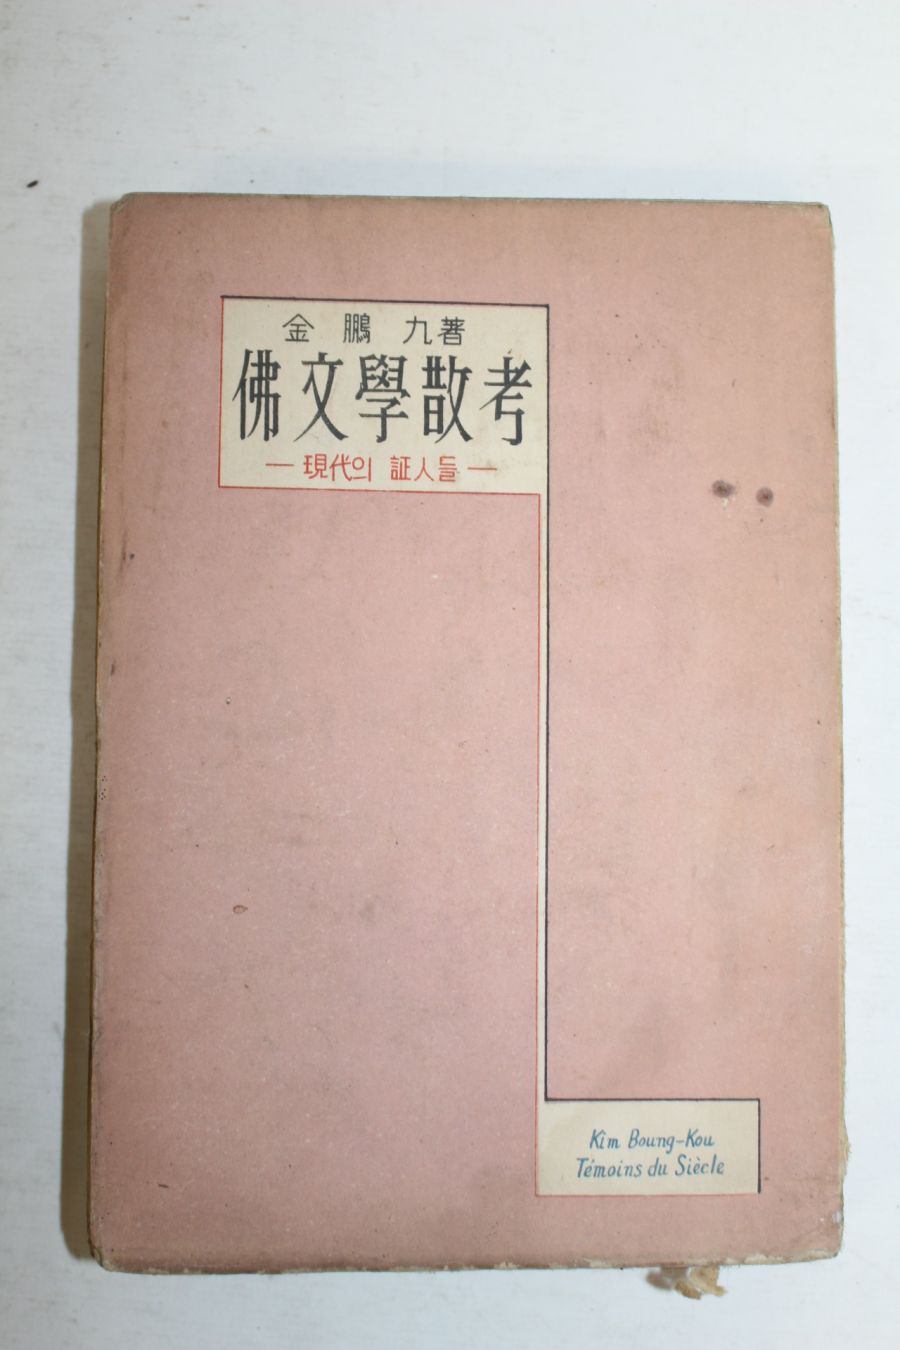 金鵬九著
佛文學散考
— 現代의 証人들 —
Kîm Boung-Kou
Témoins du Siècle